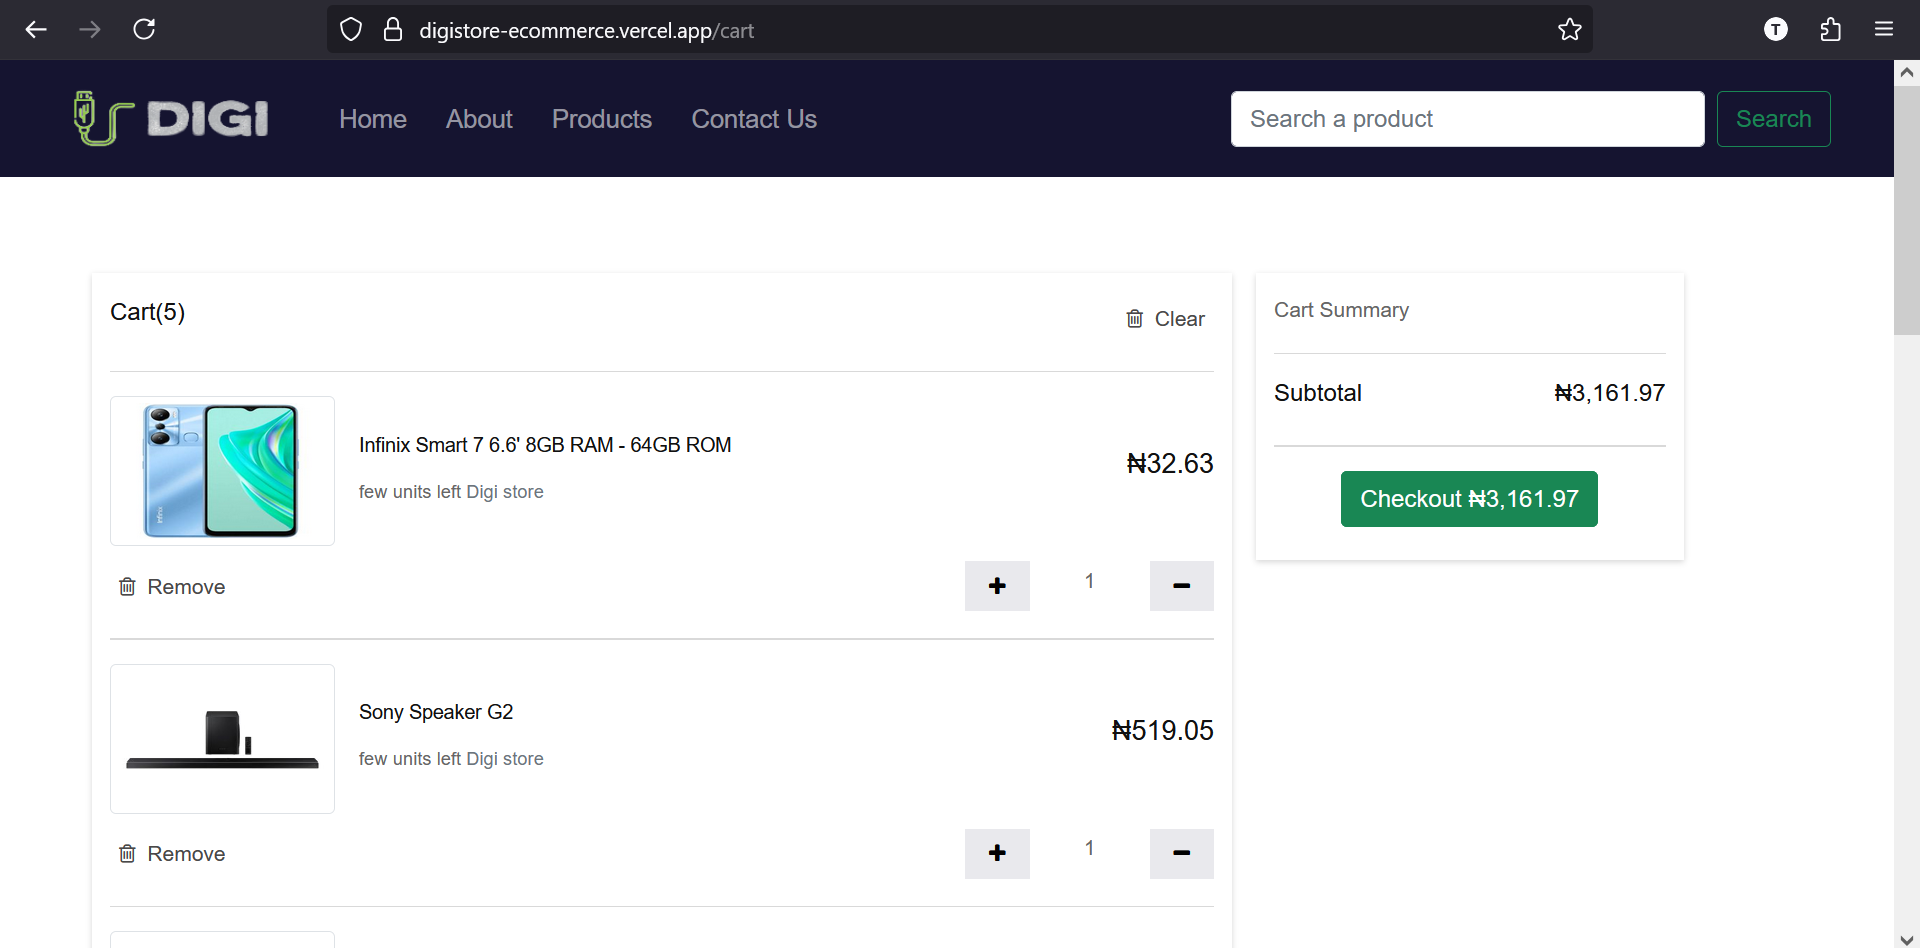 digistore-ecommerce.vercel.app/cart
T
DIGI
Home About Products Contact Us
Search a product
Search
Cart(5)
Clear
Infinix Smart 7 6.6' 8GB RAM - 64GB ROM
few units left Digi store
₦32.63
Remove
1
Sony Speaker G2
few units left Digi store
₦519.05
Remove
1
Cart Summary
Subtotal ₦3,161.97
Checkout ₦3,161.97